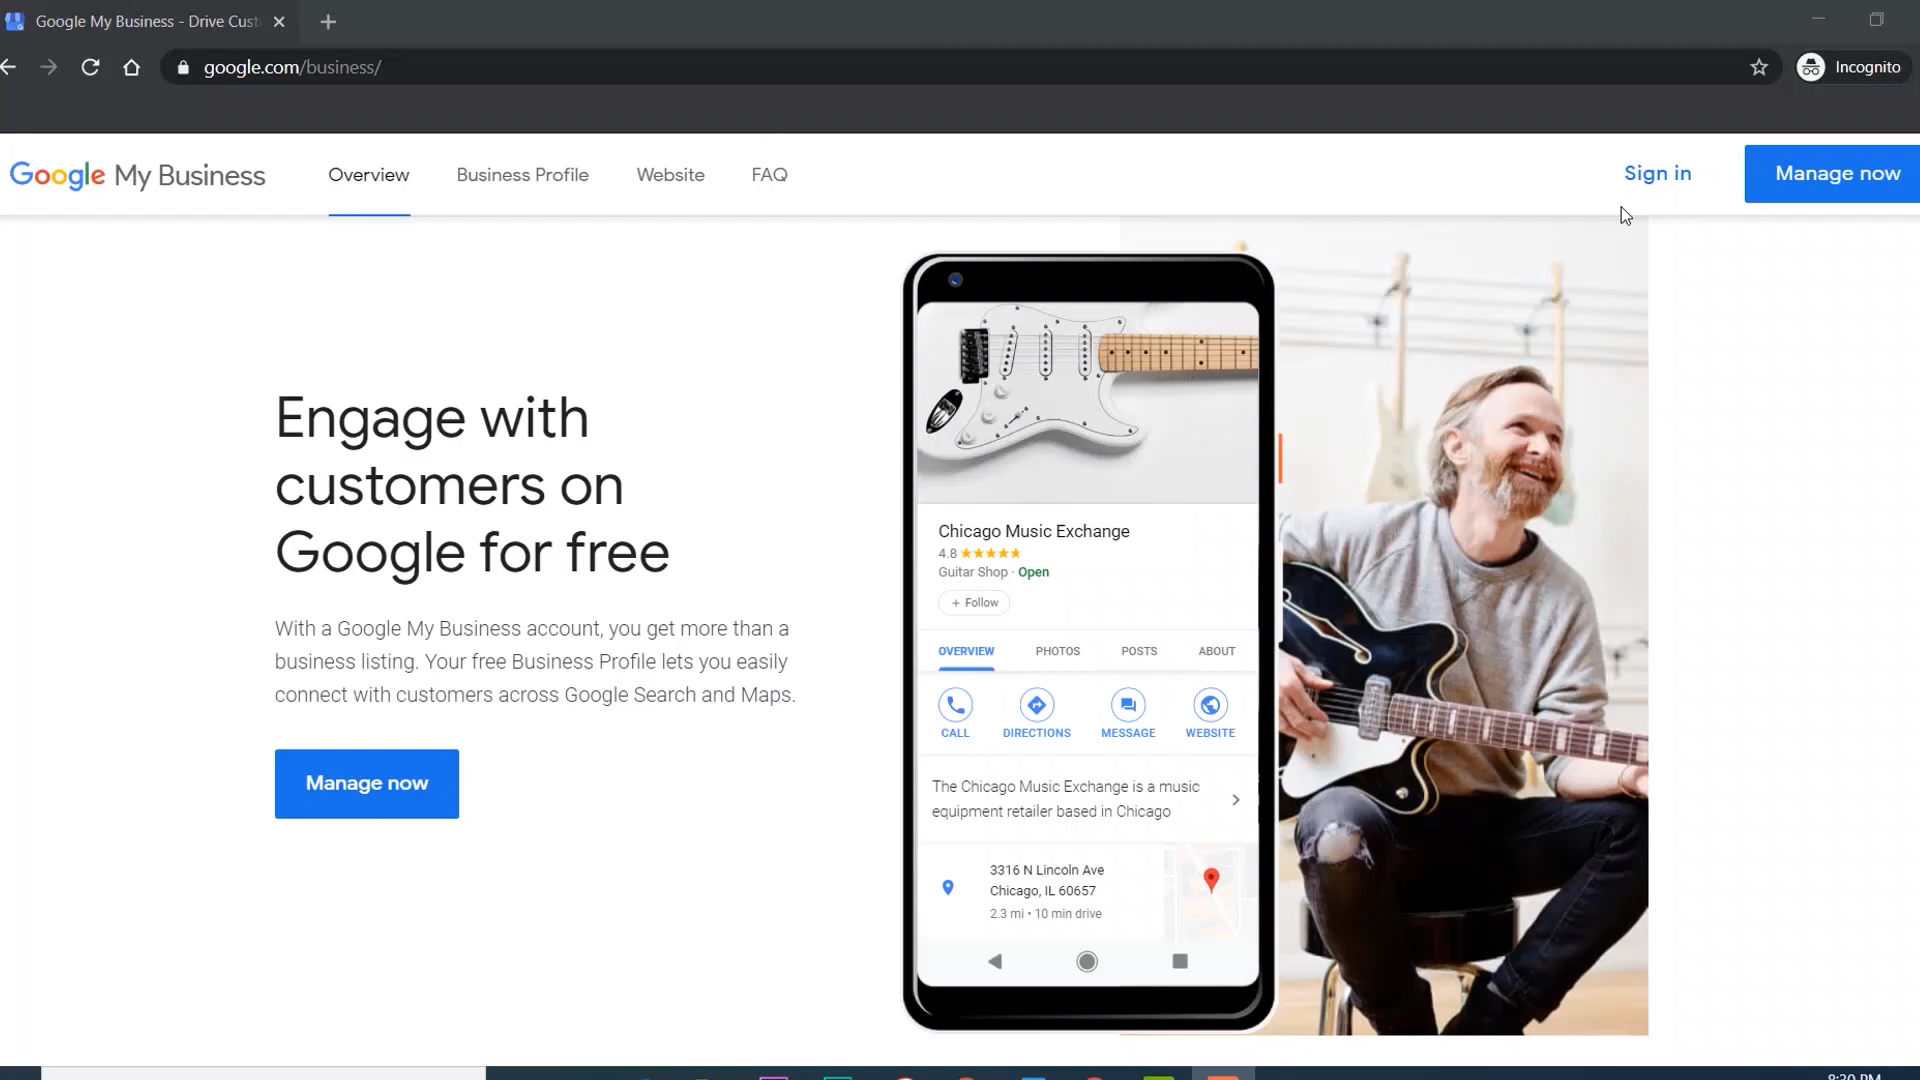 Google My Business - Drive Cust
google.com/business/
Incognito
Google My Business
Overview
Business Profile
Website
FAQ
Sign in
Manage now
Engage with
customers on
Google for free
With a Google My Business account, you get more than a
business listing. Your free Business Profile lets you easily
connect with customers across Google Search and Maps.
Manage now
Chicago Music Exchange
4.8
Guitar Shop · Open
+ Follow
OVERVIEW
PHOTOS
POSTS
ABOUT
CALL
DIRECTIONS
MESSAGE
WEBSITE
The Chicago Music Exchange is a music
equipment retailer based in Chicago
3316 N Lincoln Ave
Chicago, IL 60657
2.3 mi • 10 min drive
8:30 PM